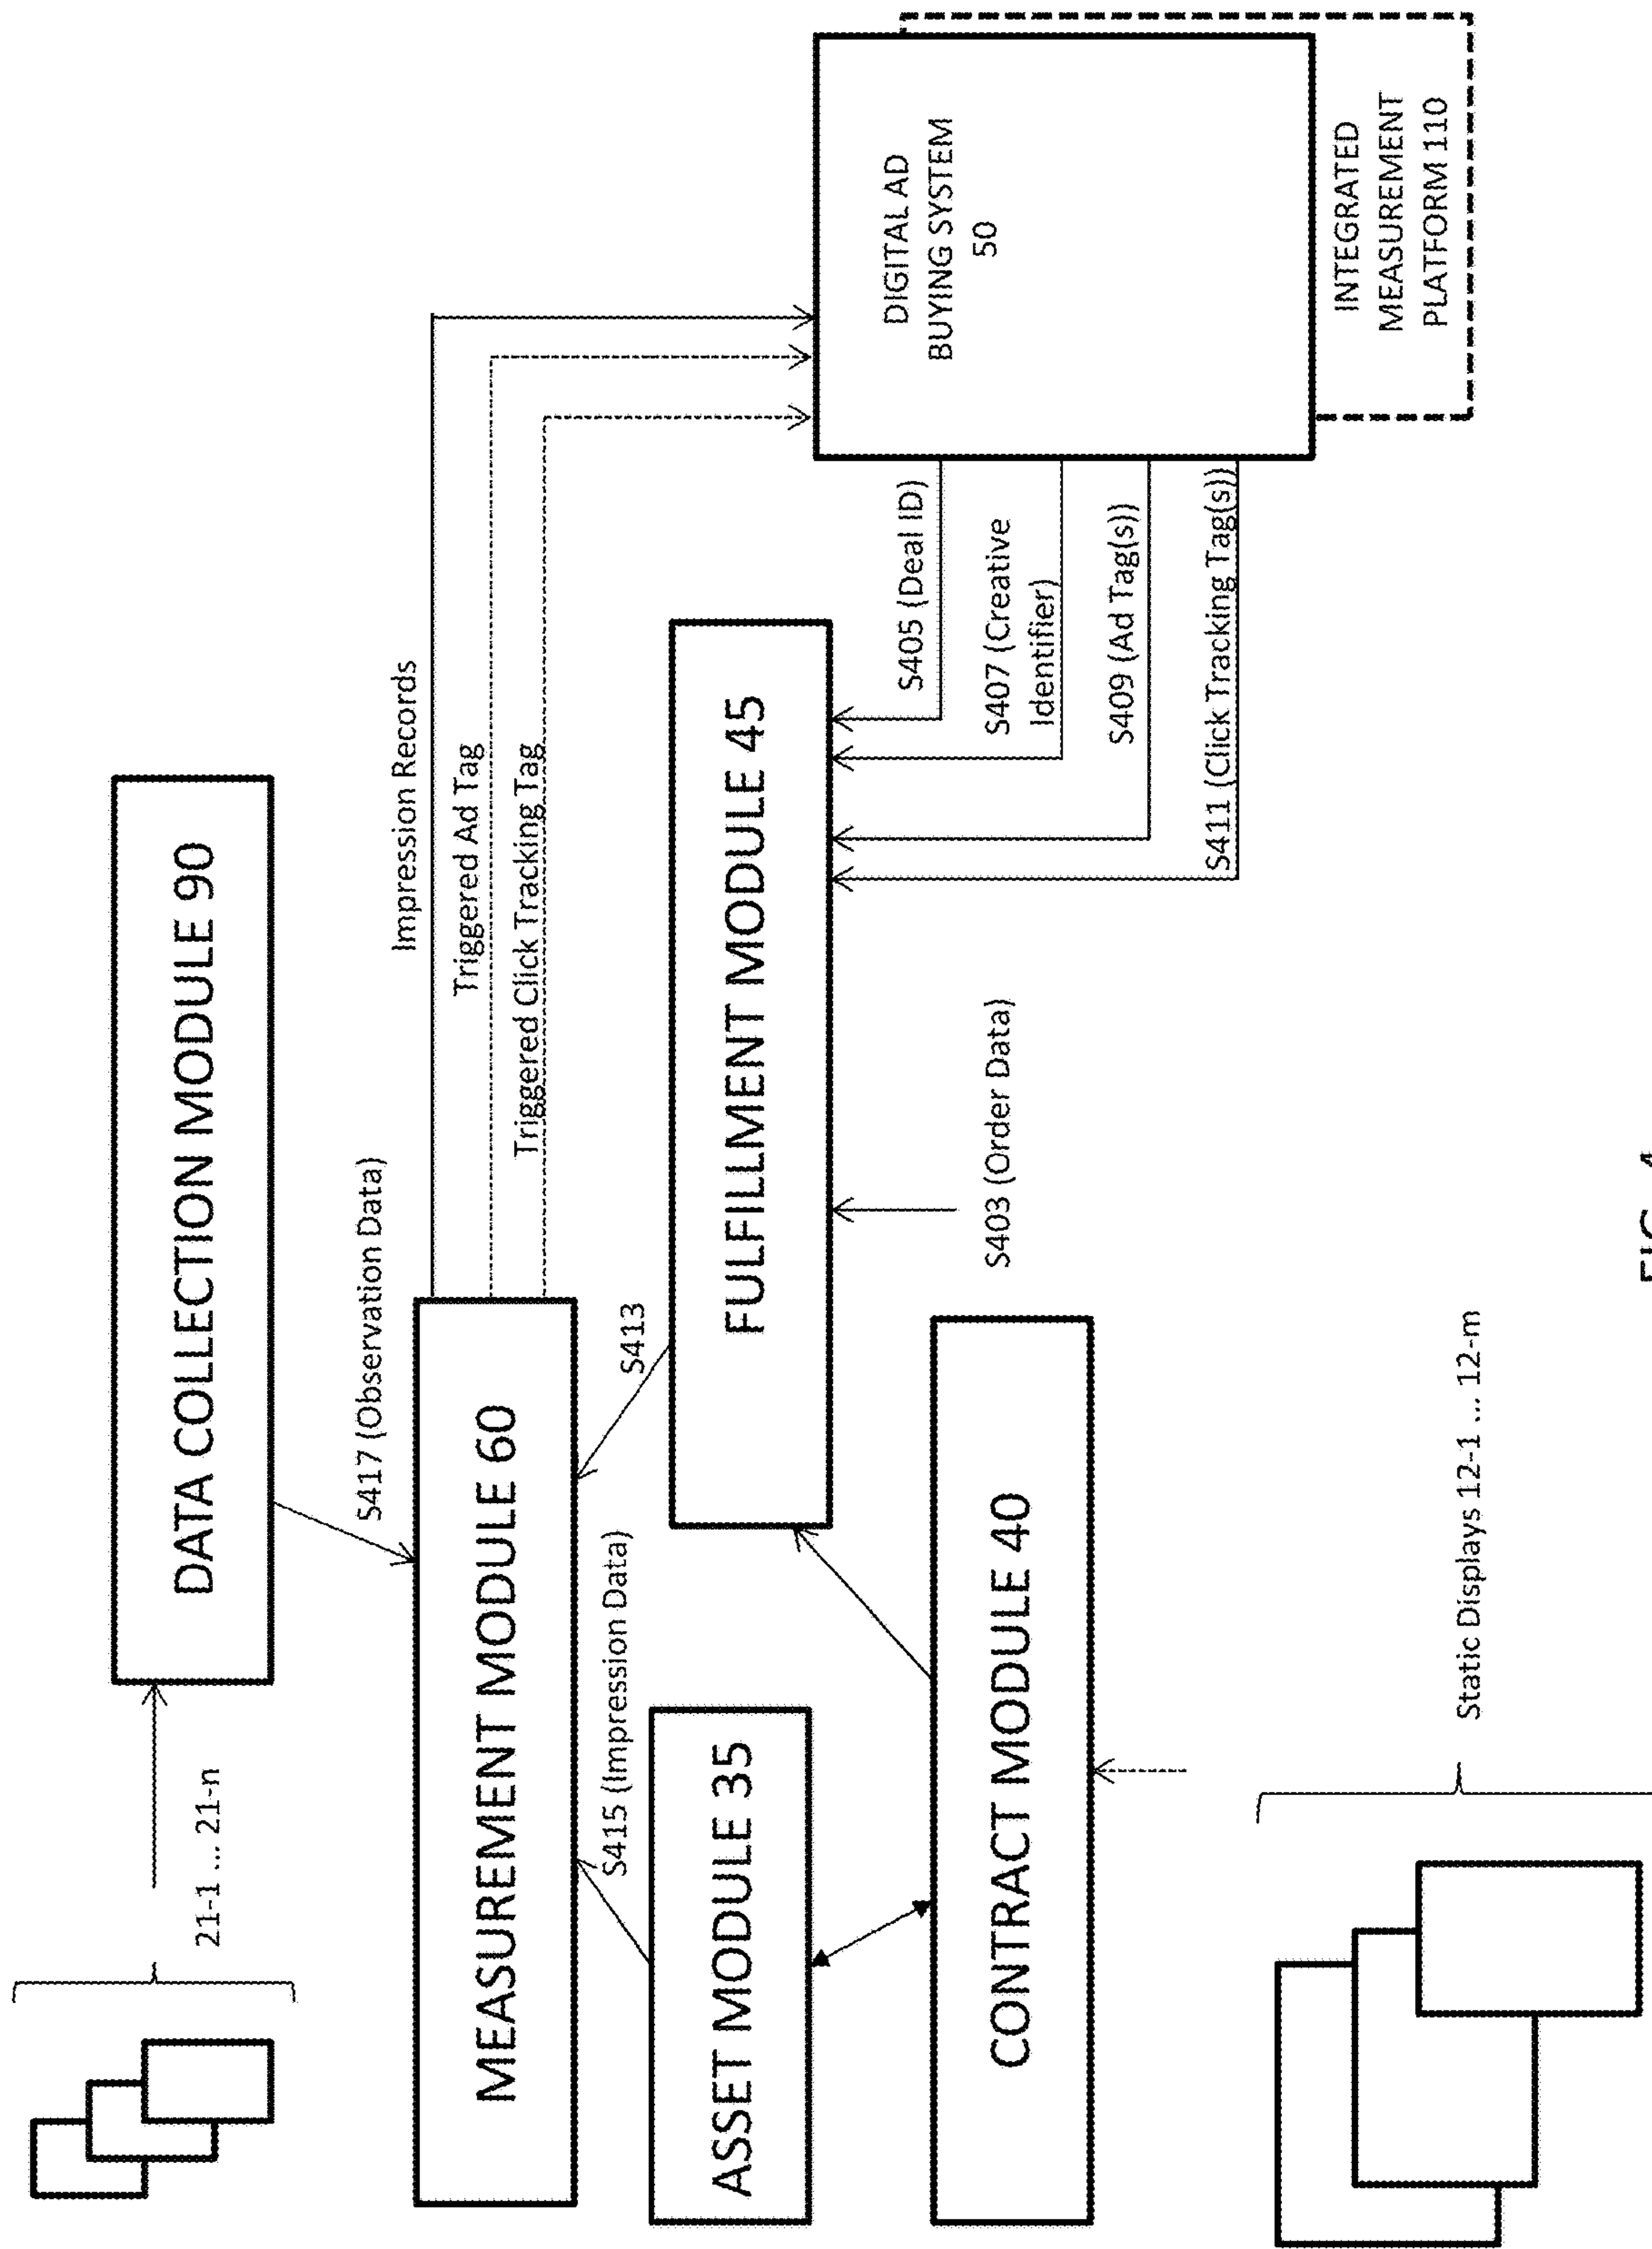 21-1 ... 21-n
DATA COLLECTION MODULE 90
S417 (Observation Data)
Impression Records
Triggered Ad Tag
Triggered Click Tracking Tag
MEASUREMENT MODULE 60
S415 (Impression Data)
S413
ASSET MODULE 35
FULFILLMENT MODULE 45
DIGITAL AD
BUYING SYSTEM
50
S405 (Deal ID)
S407 (Creative
Identifier)
S409 (Ad Tag(s))
S411 (Click Tracking Tag(s))
INTEGRATED
MEASUREMENT
PLATFORM 110
S403 (Order Data)
CONTRACT MODULE 40
Static Displays 12-1 ... 12-m